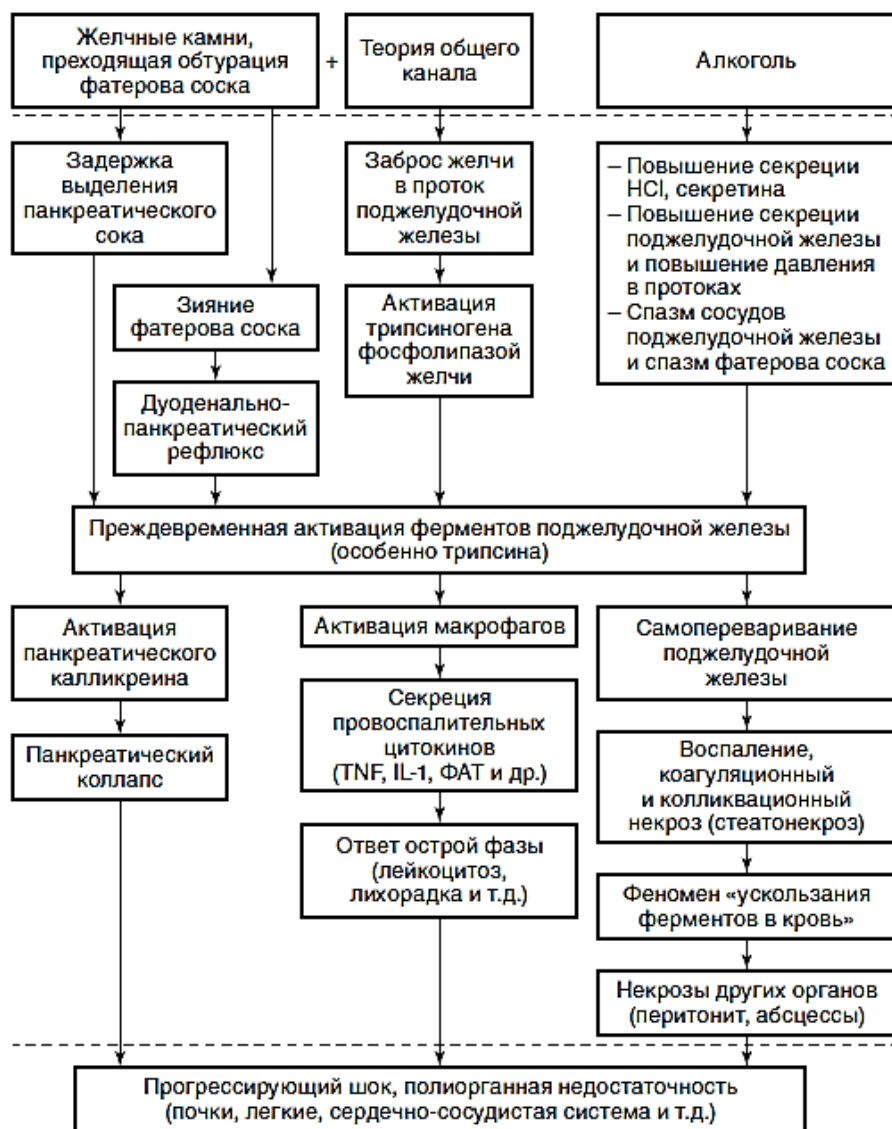 Желчные камни,
преходящая обтурация
фатерова соска
+
Теория общего
канала
Алкоголь
Задержка
выделения
панкреатического
сока
Заброс желчи
в проток
поджелудочной
железы
– Повышение секреции
HCl, секретина
– Повышение секреции
поджелудочной железы
и повышение давления
в протоках
– Спазм сосудов
поджелудочной железы
и спазм фатерова соска
Зияние
фатерова соска
Активация
трипсиногена
фосфолипазой
желчи
Дуоденально-
панкреатический
рефлюкс
Преждевременная активация ферментов поджелудочной железы
(особенно трипсина)
Активация
панкреатического
калликреина
Активация макрофагов
Самопереваривание
поджелудочной
железы
Панкреатический
коллапс
Секреция
провоспалительных
цитокинов
(TNF, IL-1, ФАТ и др.)
Воспаление,
коагуляционный
и колликвационный
некроз (стеатонекроз)
Ответ острой фазы
(лейкоцитоз,
лихорадка и т.д.)
Феномен «ускользания
ферментов в кровь»
Некрозы других органов
(перитонит, абсцессы)
Прогрессирующий шок, полиорганная недостаточность
(почки, легкие, сердечно-сосудистая система и т.д.)